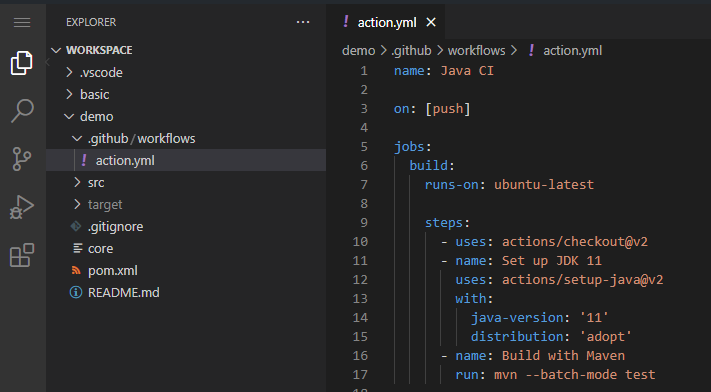 EXPLORER ...
WORKSPACE
.vscode
basic
demo
.github/workflows
! action.yml
src
target
.gitignore
core
pom.xml
README.md
! action.yml ×
demo > .github > workflows > ! action.yml
1 name: Java CI
2
3 on: [push]
4
5 jobs:
6 build:
7 runs-on: ubuntu-latest
8
9 steps:
10 - uses: actions/checkout@v2
11 - name: Set up JDK 11
12 uses: actions/setup-java@v2
13 with:
14 java-version: '11'
15 distribution: 'adopt'
16 - name: Build with Maven
17 run: mvn --batch-mode test